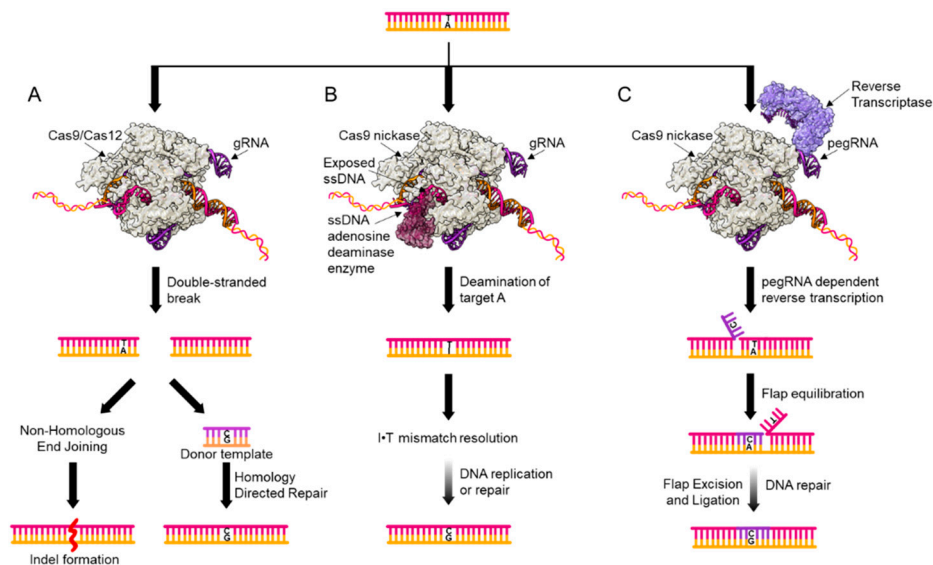 T
A
A
B
C
Reverse
Transcriptase
Cas9/Cas12
gRNA
Cas9 nickase
gRNA
Exposed
ssDNA
ssDNA
adenosine
deaminase
enzyme
Cas9 nickase
pegRNA
Double-stranded
break
Deamination of
target A
pegRNA dependent
reverse transcription
T
A
T
I
C
T
A
Flap equilibration
Non-Homologous
End Joining
C
G
Donor template
Homology
Directed Repair
I•T mismatch resolution
DNA replication
or repair
T
C
A
Flap Excision
and Ligation
DNA repair
Indel formation
C
G
C
G
C
G